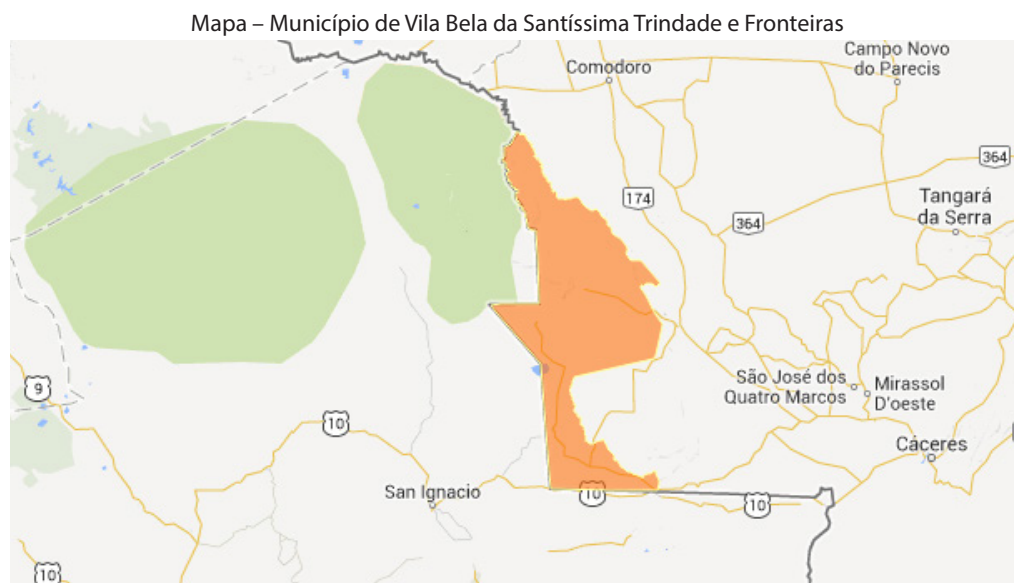 Mapa – Município de Vila Bela da Santíssima Trindade e Fronteiras
Comodoro
Campo Novo
do Parecis
364
174
Tangará
da Serra
364
9
São José dos
Quatro Marcos
Mirassol
D'oeste
10
Cáceres
San Ignacio
10
10
10